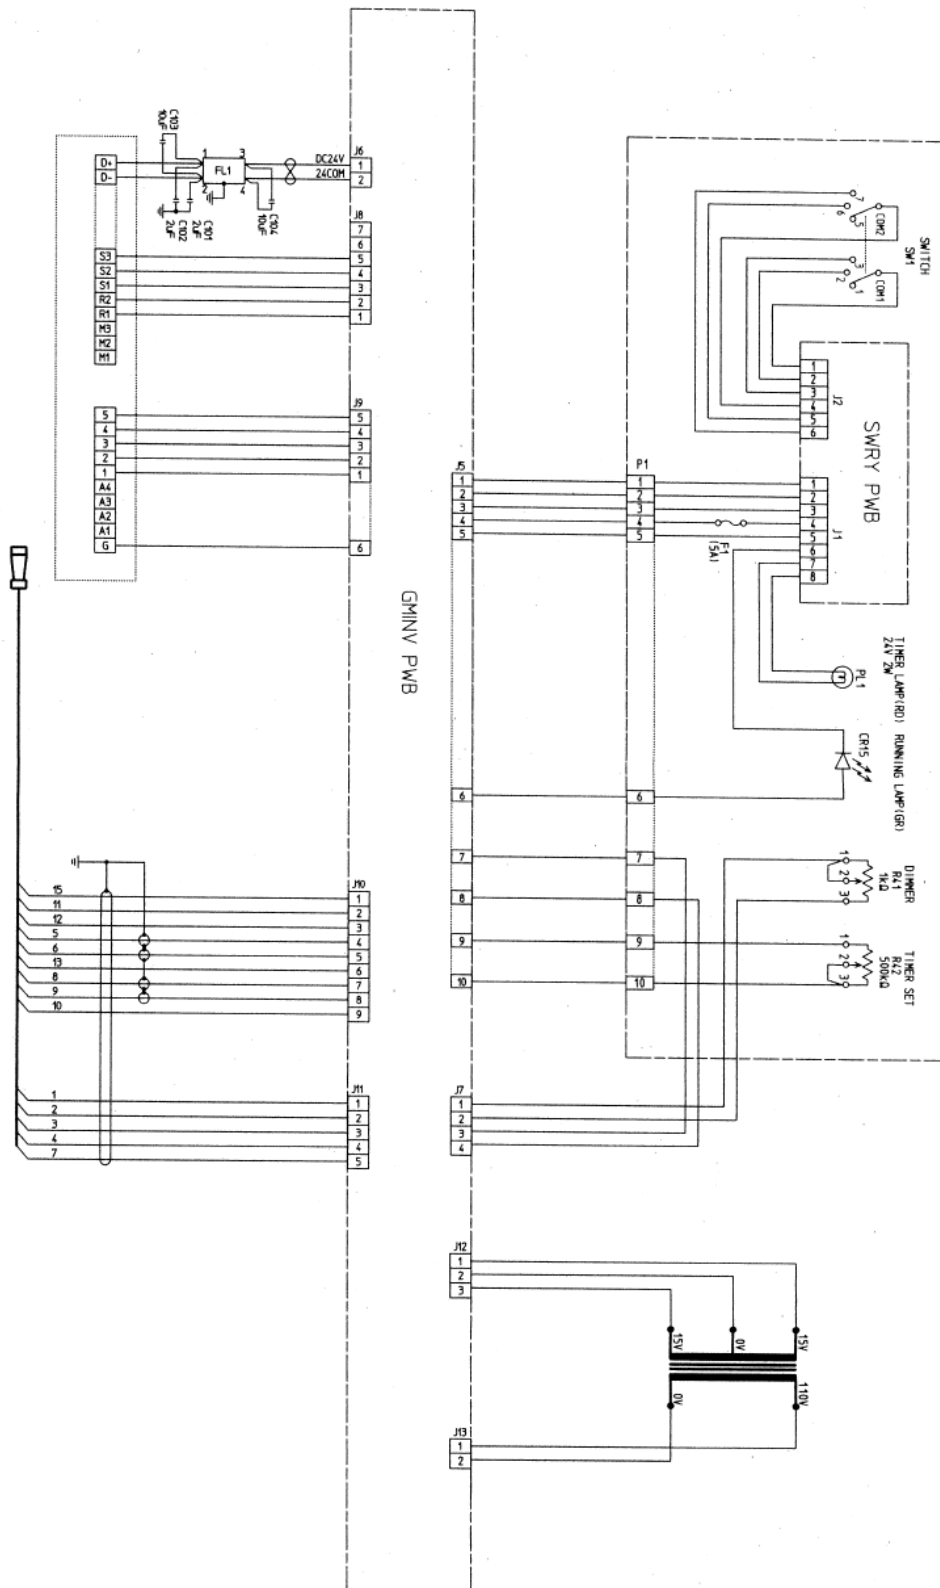 C103
10uF
D+
D-
1
3
FL1
2
4
C102
2uF
C101
2uF
C104
10uF
DC24V
24COM
J6
1
2
J8
7
6
5
4
3
2
1
S3
S2
S1
R2
R1
M3
M2
M1
5
4
3
2
1
A4
A3
A2
A1
G
J9
5
4
3
2
1
6
GMINV PWB
J5
1
2
3
4
5
6
7
8
9
10
P1
1
2
3
4
5
6
7
8
9
10
SWITCH
SW1
7
6
5
COM2
3
2
1
COM1
J2
1
2
3
4
5
6
SWRY PWB
J1
1
2
3
4
5
6
7
8
F1
(5A)
TIMER LAMP(RD)
24V 2W
RUNNING LAMP(GR)
PL1
CR15
DIMMER
R41
1kΩ
1
2
3
TIMER SET
R42
500kΩ
1
2
3
15
11
12
5
6
13
8
9
10
J10
1
2
3
4
5
6
7
8
9
1
2
3
4
7
J11
1
2
3
4
5
J7
1
2
3
4
J12
1
2
3
15V
0V
15V
0V
110V
J13
1
2